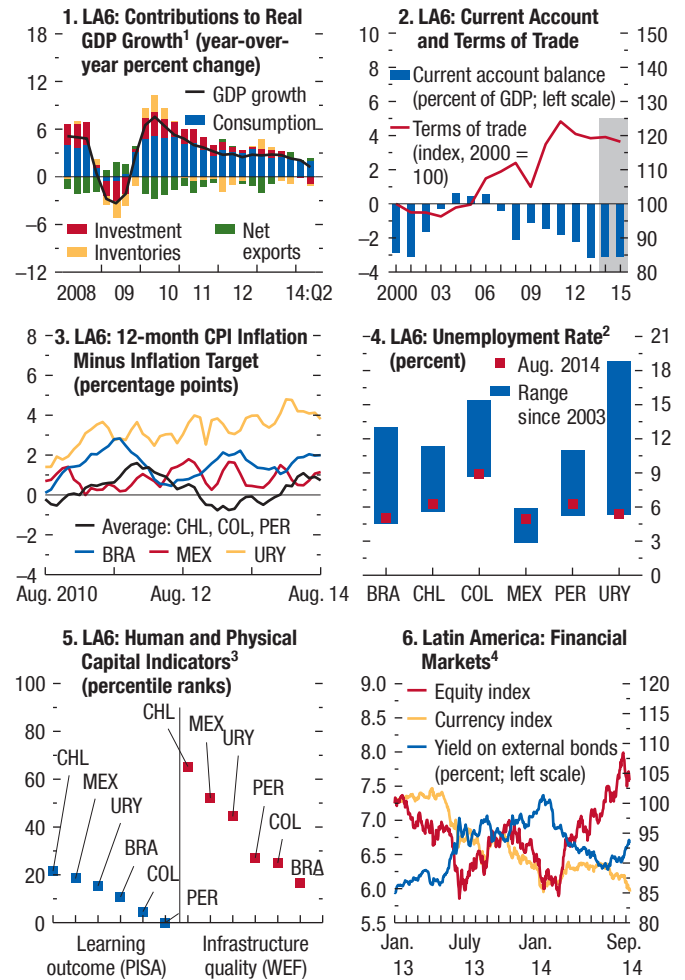 1. LA6: Contributions to Real
GDP Growth¹ (year-over-
year percent change)
18
12
6
0
−6
−12
GDP growth
Consumption
Investment
Inventories
Net
exports
2008 09 10 11 12 14:Q2
2. LA6: Current Account
and Terms of Trade
10
8
6
4
2
0
−2
−4
150
140
130
120
110
100
90
80
Current account balance
(percent of GDP; left scale)
Terms of trade
(index, 2000 =
100)
2000 03 06 09 12 15
3. LA6: 12-month CPI Inflation
Minus Inflation Target
(percentage points)
8
6
4
2
0
−2
−4
Average: CHL, COL, PER
BRA MEX URY
Aug. 2010 Aug. 12 Aug. 14
4. LA6: Unemployment Rate²
(percent)
Aug. 2014
Range
since 2003
21
18
15
12
9
6
3
0
BRA CHL COL MEX PER URY
5. LA6: Human and Physical
Capital Indicators³
(percentile ranks)
100
80
60
40
20
0
CHL
MEX
URY
BRA
COL
PER
CHL
MEX
URY
PER
COL
BRA
Learning
outcome (PISA)
Infrastructure
quality (WEF)
6. Latin America: Financial
Markets⁴
9.0
8.5
8.0
7.5
7.0
6.5
6.0
5.5
120
115
110
105
100
95
90
85
80
Equity index
Currency index
Yield on external bonds
(percent; left scale)
Jan. July Jan. Sep.
13 13 14 14